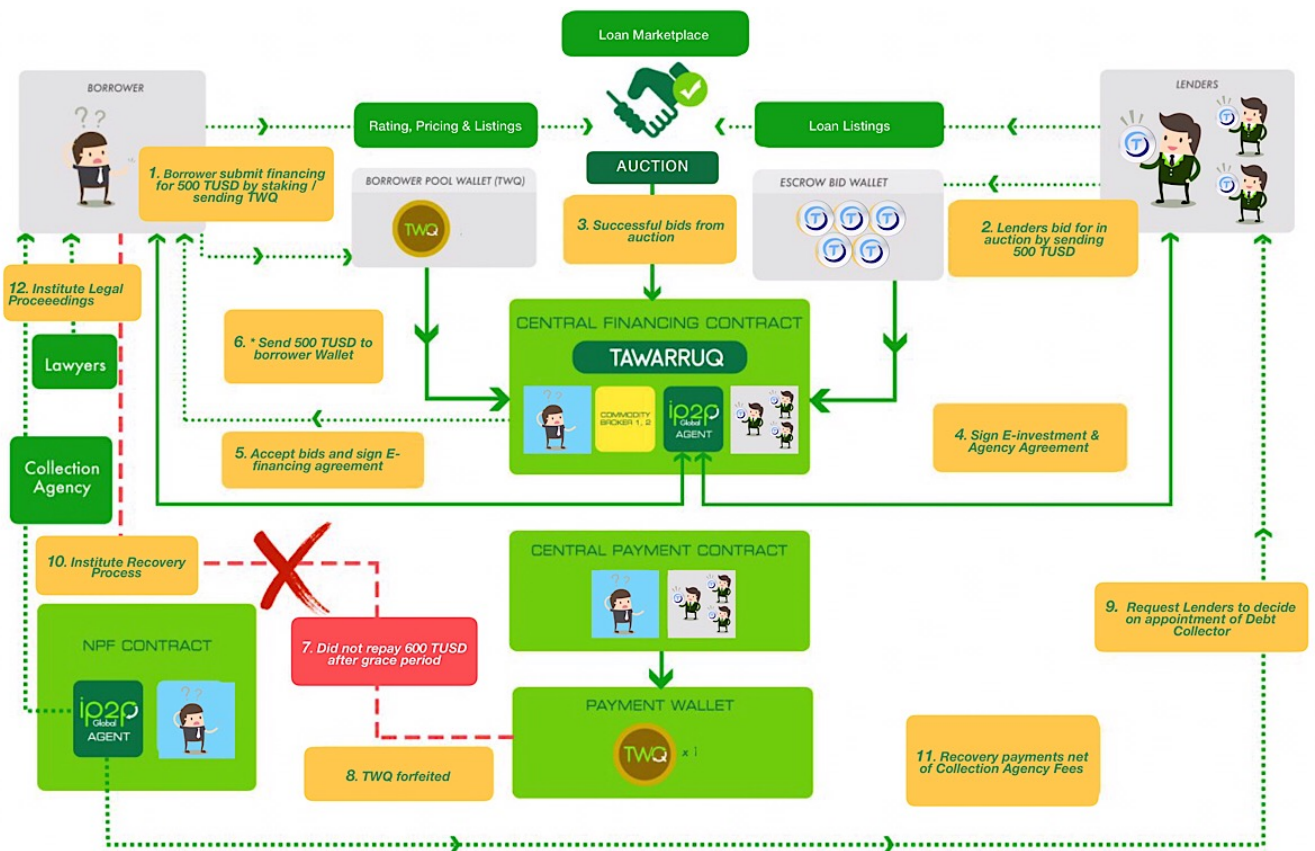 Loan Marketplace
BORROWER
? ?
LENDERS
Rating, Pricing & Listings
Loan Listings
AUCTION
1. Borrower submit financing
for 500 TUSD by staking /
sending TWQ
BORROWER POOL WALLET (TWQ)
TWQ
3. Successful bids from
auction
ESCROW BID WALLET
T T T
T T
2. Lenders bid for in
auction by sending
500 TUSD
12. Institute Legal
Proceeedings
Lawyers
6. * Send 500 TUSD to
borrower Wallet
CENTRAL FINANCING CONTRACT
TAWARRUQ
COMMODITY
BROKER 1, 2
ip2p
Global
AGENT
5. Accept bids and sign E-
financing agreement
4. Sign E-investment &
Agency Agreement
Collection
Agency
10. Institute Recovery
Process
CENTRAL PAYMENT CONTRACT
9. Request Lenders to decide
on appointment of Debt
Collector
NPF CONTRACT
ip2p
Global
AGENT
7. Did not repay 600 TUSD
after grace period
PAYMENT WALLET
TWQ x
8. TWQ forfeited
11. Recovery payments net
of Collection Agency Fees